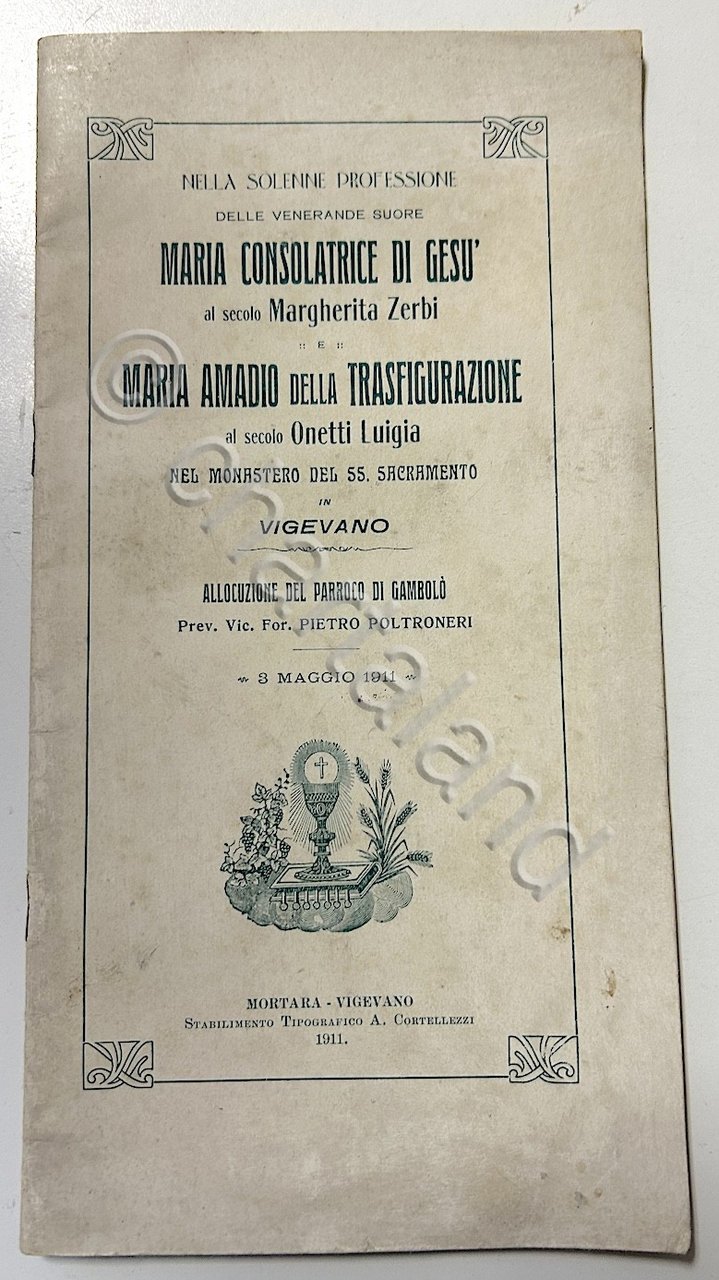 NELLA SOLENNE PROFESSIONE
DELLE VENERANDE SUORE
MARIA CONSOLATRICE DI GESU'
al secolo Margherita Zerbi
:: E ::
MARIA AMADIO DELLA TRASFIGURAZIONE
al secolo Onetti Luigia
NEL MONASTERO DEL SS. SACRAMENTO
IN
VIGEVANO
ALLOCUZIONE DEL PARROCO DI GAMBOLÒ
Prev. Vic. For. PIETRO POLTRONERI
3 MAGGIO 1911
MORTARA - VIGEVANO
STABILIMENTO TIPOGRAFICO A. CORTELLEZZI
1911.
© chartaland